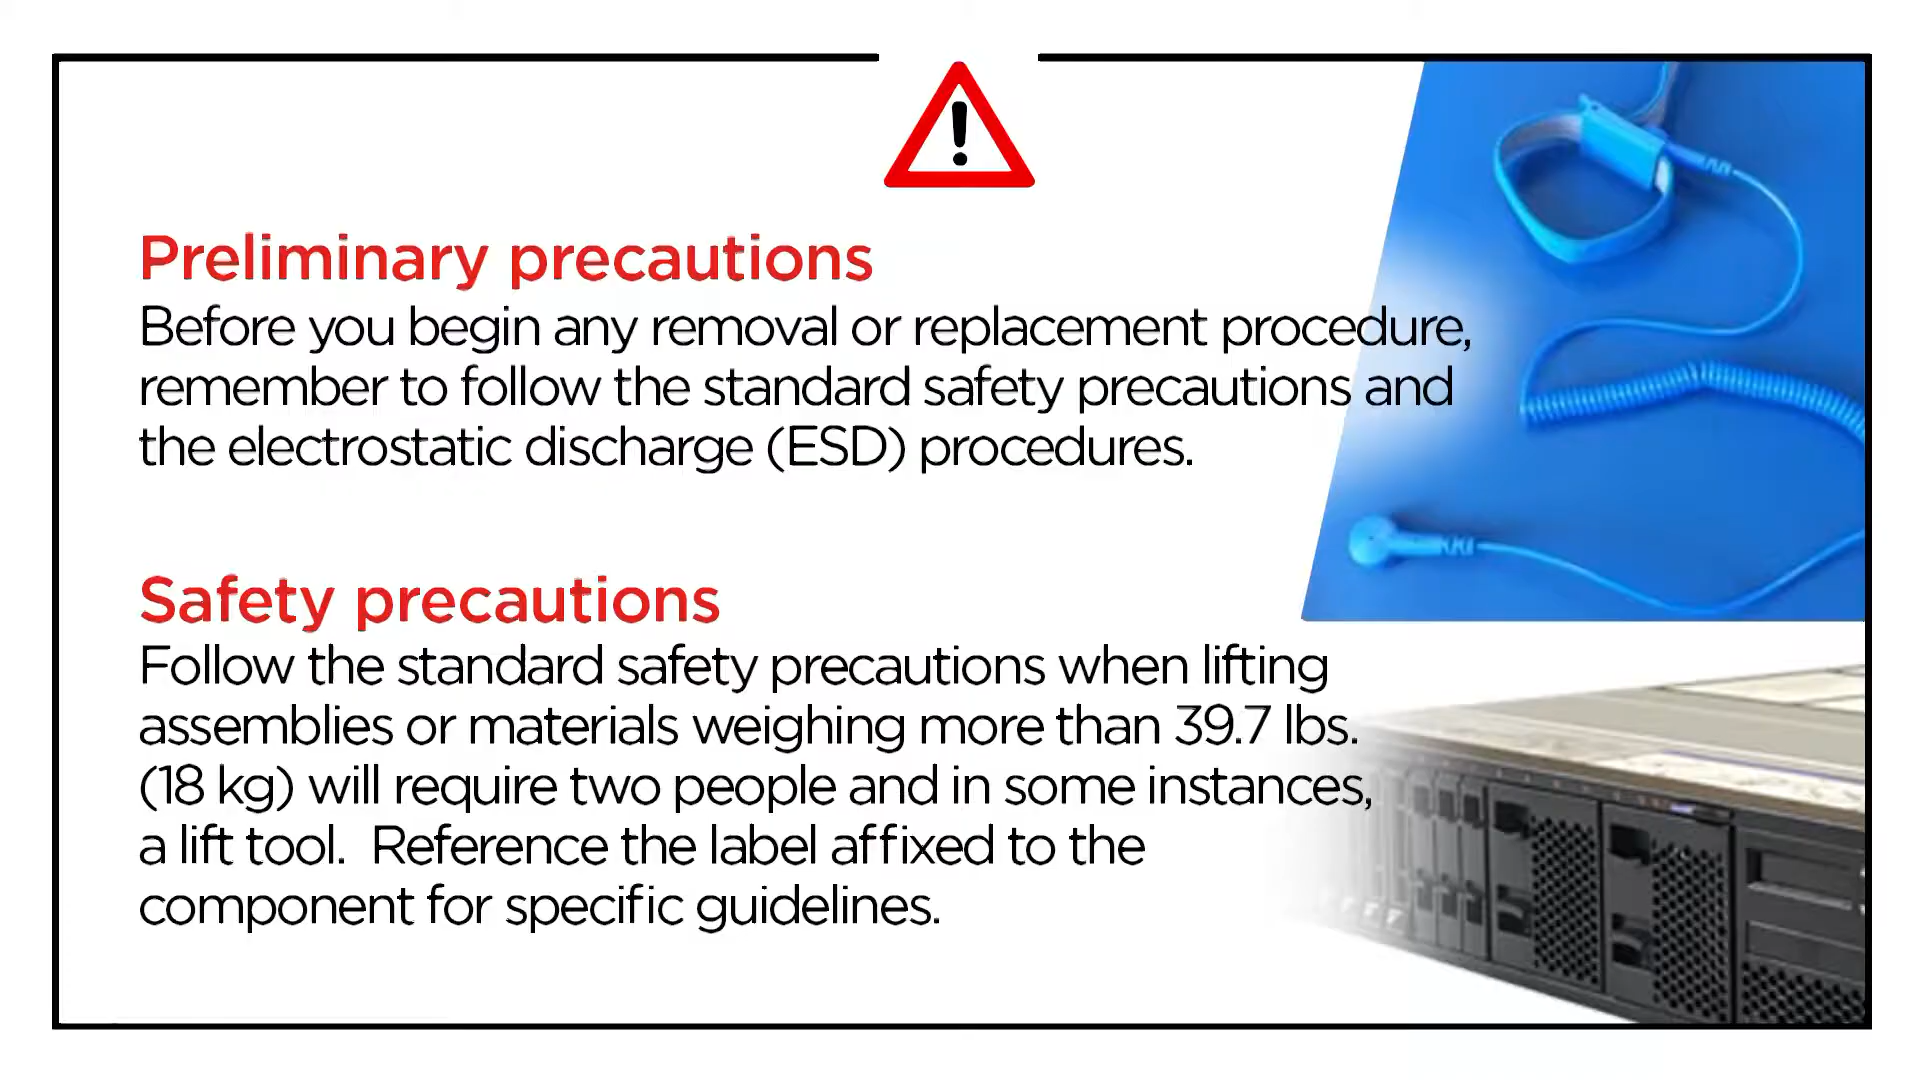 Preliminary precautions
Before you begin any removal or replacement procedure,
remember to follow the standard safety precautions and
the electrostatic discharge (ESD) procedures.
Safety precautions
Follow the standard safety precautions when lifting
assemblies or materials weighing more than 39.7 lbs.
(18 kg) will require two people and in some instances,
a lift tool.  Reference the label affixed to the
component for specific guidelines.